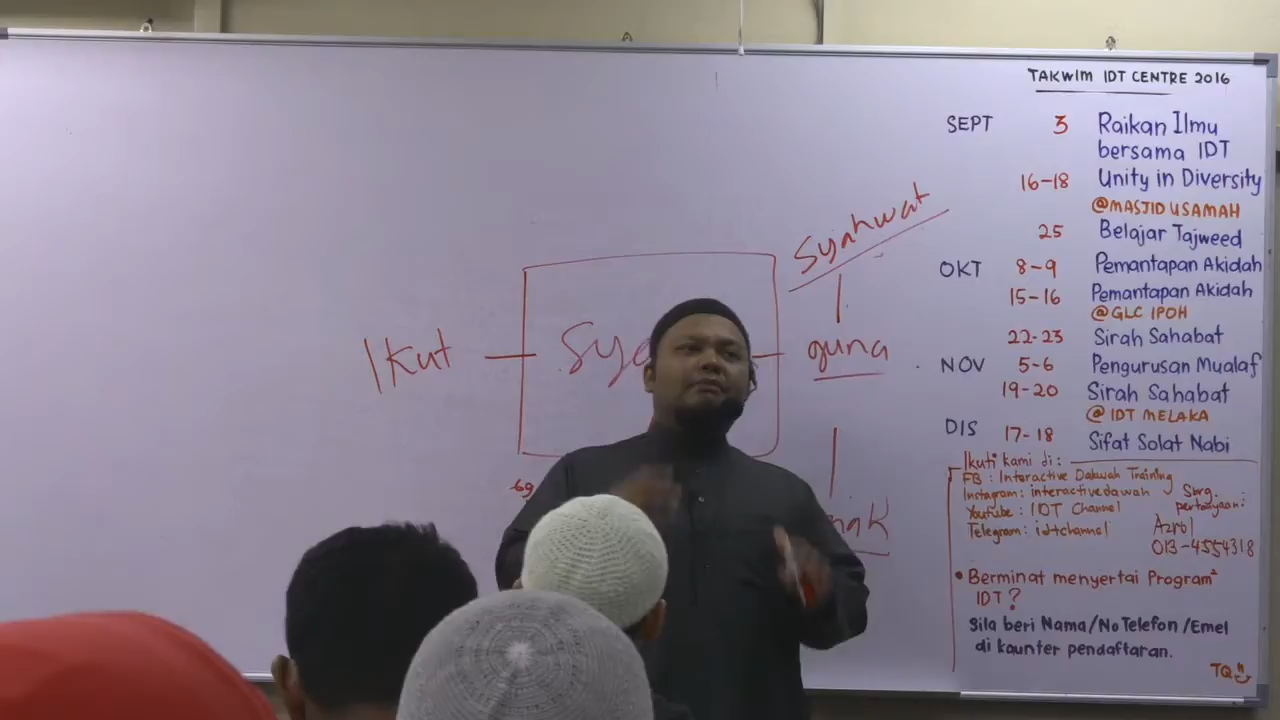 TAKWIM IDT CENTRE 2016
SEPT 3 Raikan Ilmu
bersama IDT
16-18 Unity in Diversity
@MASJID USAMAH
25 Belajar Tajweed
OKT 8-9 Pemantapan Akidah
15-16 Pemantapan Akidah
@GLC IPOH
22-23 Sirah Sahabat
NOV 5-6 Pengurusan Mualaf
19-20 Sirah Sahabat
@IDT MELAKA
DIS 17-18 Sifat Solat Nabi
Ikuti kami di:
FB: Interactive Dakwah Training
Instagram: interactivedawah
Youtube: IDT Channel
Telegram: idtchannel
Sbrg. pertanyaan:
Azrol
013-4554318
• Berminat menyertai Program²
IDT?
Sila beri Nama/No Telefon/Emel
di kaunter pendaftaran.
TQ
Syahwat
Ikut
guna
69